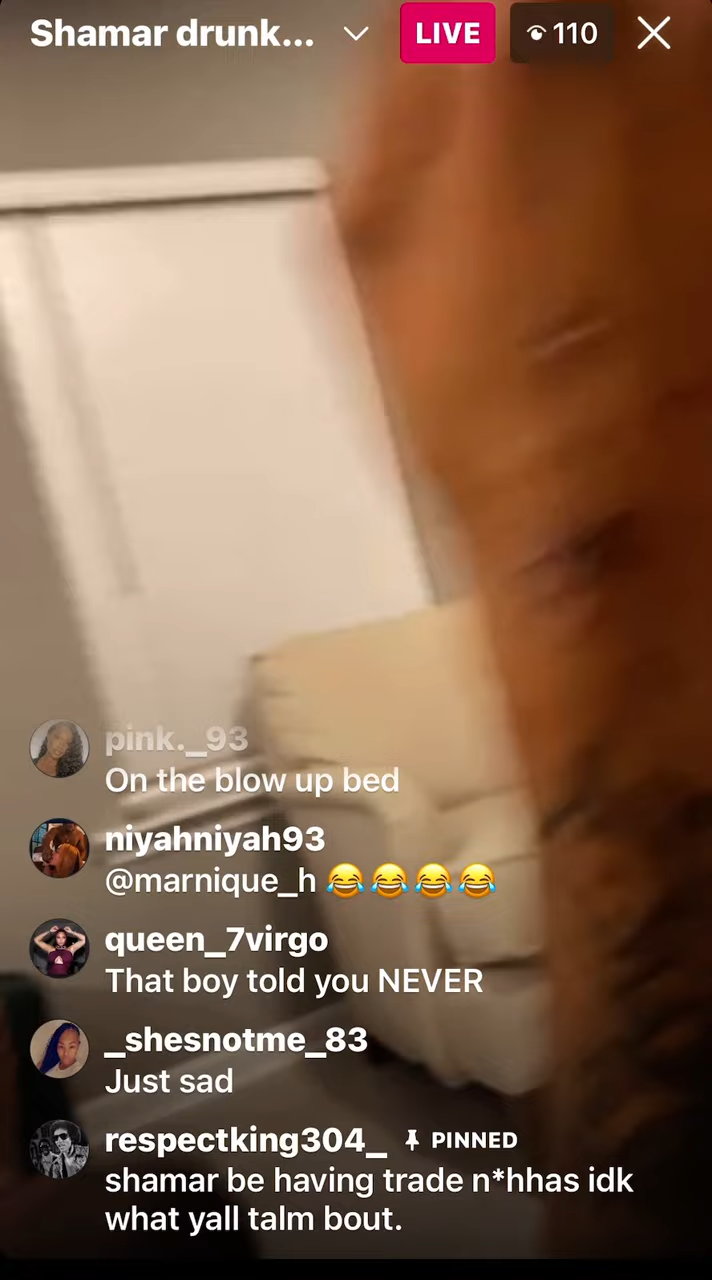 Shamar drunk...
LIVE
110
pink._93
On the blow up bed
niyahniyah93
@marnique_h 😂😂😂😂
queen_7virgo
That boy told you NEVER
_shesnotme_83
Just sad
respectking304_ PINNED
shamar be having trade n*hhas idk
what yall talm bout.